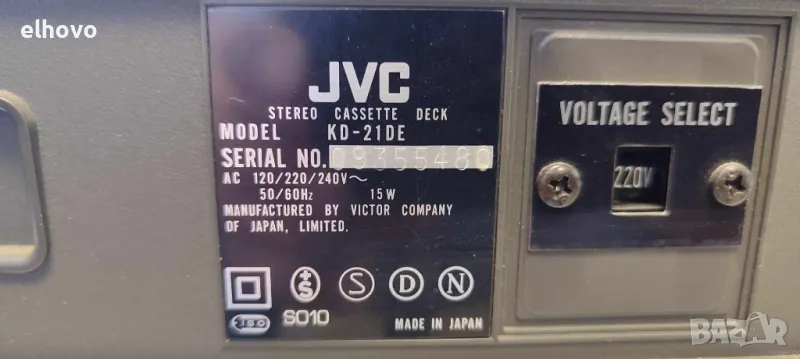 elhovo
JVC
STEREO CASSETTE DECK
MODEL KD-21DE
SERIAL NO. 09355480
AC 120/220/240V~
50/60Hz 15W
MANUFACTURED BY VICTOR COMPANY
OF JAPAN, LIMITED.
S S D N
S010
MADE IN JAPAN
VOLTAGE SELECT
220V
BAZAR